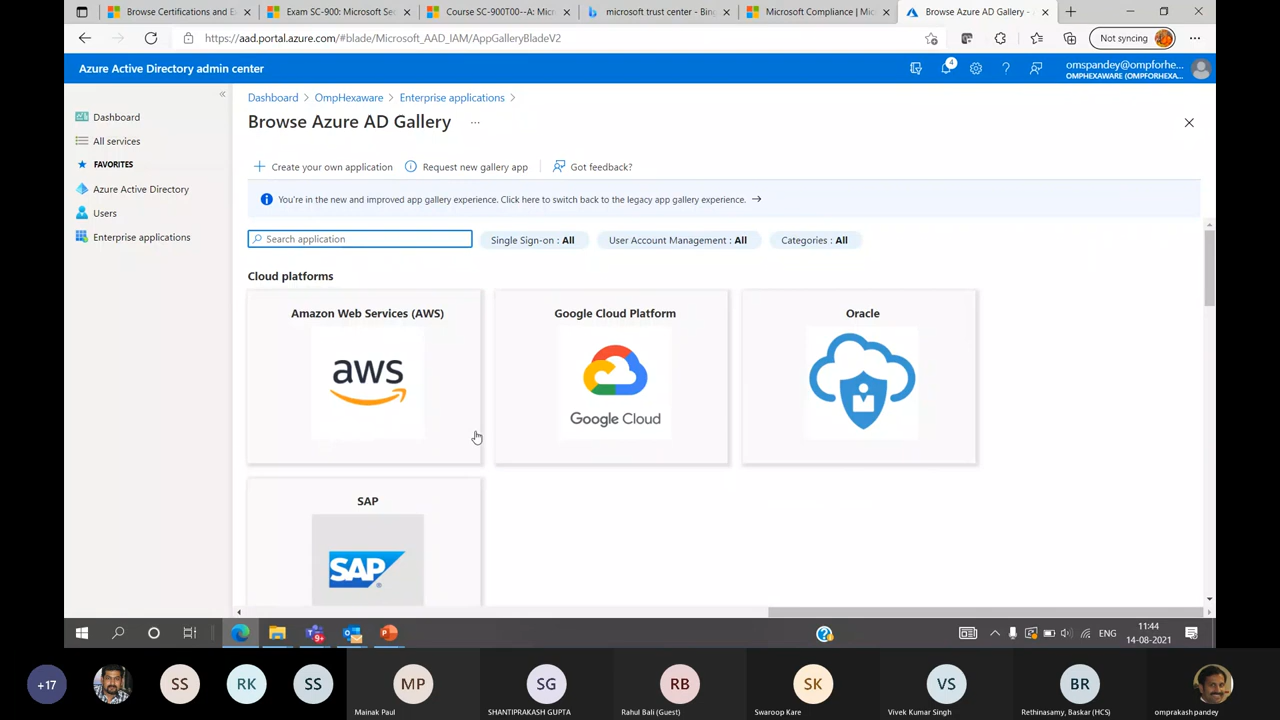 Browse Certifications and E
Exam SC-900: Microsoft Sec
Course SC-900T00--A: Micr
microsoft trust center - Bin
Microsoft Compliance | Mic
Browse Azure AD Gallery -
https://aad.portal.azure.com/#blade/Microsoft_AAD_IAM/AppGalleryBladeV2
Not syncing
Azure Active Directory admin center
4
omspandey@ompforhe...
OMPHEXAWARE (OMPFORHEXA...
Dashboard
All services
FAVORITES
Azure Active Directory
Users
Enterprise applications
Dashboard > OmpHexaware > Enterprise applications >
Browse Azure AD Gallery ...
Create your own application
Request new gallery app
Got feedback?
You're in the new and improved app gallery experience. Click here to switch back to the legacy app gallery experience.
Search application
Single Sign-on : All
User Account Management : All
Categories : All
Cloud platforms
Amazon Web Services (AWS)
aws
Google Cloud Platform
Google Cloud
Oracle
SAP
SAP
9+
ENG
11:44
14-08-2021
+17
SS
RK
SS
MP
Mainak Paul
SG
SHANTIPRAKASH GUPTA
RB
Rahul Bali (Guest)
SK
Swaroop Kare
VS
Vivek Kumar Singh
BR
Rethinasamy, Baskar (HCS)
omprakash pandey